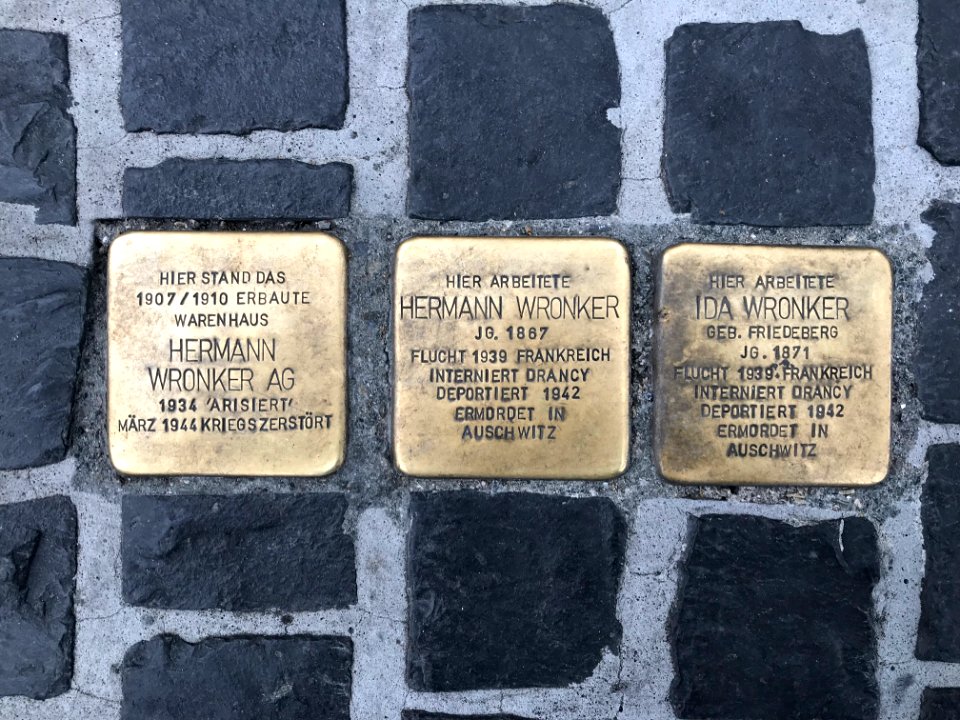 HIER STAND DAS
1907/1910 ERBAUTE
WARENHAUS
HERMANN
WRONKER AG
1934 'ARISIERT'
MÄRZ 1944 KRIEGSZERSTÖRT
HIER ARBEITETE
HERMANN WRONKER
JG. 1867
FLUCHT 1939 FRANKREICH
INTERNIERT DRANCY
DEPORTIERT 1942
ERMORDET IN
AUSCHWITZ
HIER ARBEITETE
IDA WRONKER
GEB. FRIEDEBERG
JG. 1871
FLUCHT 1939 FRANKREICH
INTERNIERT DRANCY
DEPORTIERT 1942
ERMORDET IN
AUSCHWITZ